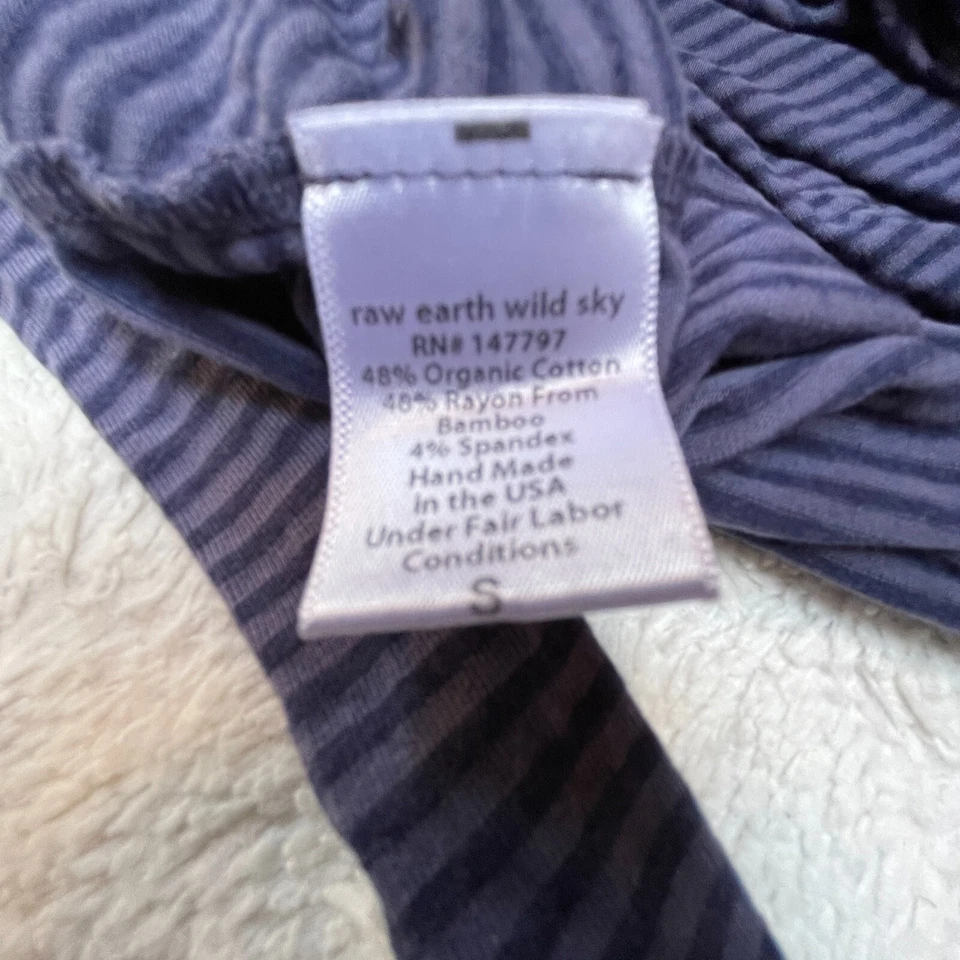 raw earth wild sky
RN# 147797
48% Organic Cotton
48% Rayon From
Bamboo
4% Spandex
Hand Made
In the USA
Under Fair Labor
Conditions
S